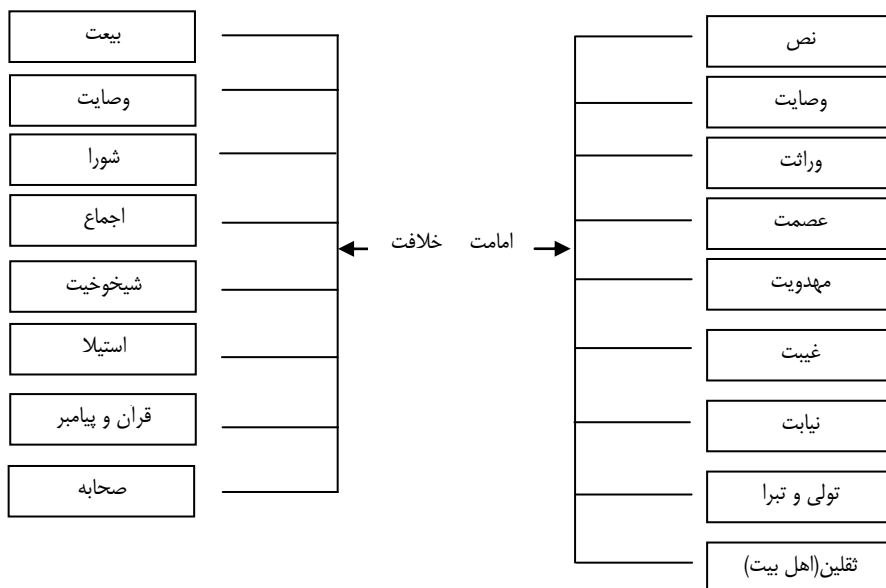 نص
وصایت
وراثت
عصمت
مهدویت
غیبت
نیابت
تولی و تبرا
ثقلین(اهل بیت)
امامت
خلافت
بیعت
وصایت
شورا
اجماع
شیخوخیت
استیلا
قرآن و پیامبر
صحابه